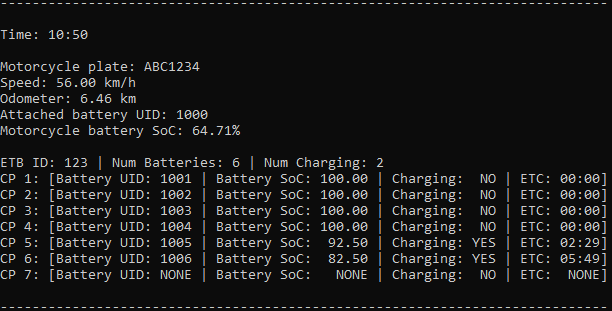 ----------------------------------------------------------------------------
Time: 10:50
Motorcycle plate: ABC1234
Speed: 56.00 km/h
Odometer: 6.46 km
Attached battery UID: 1000
Motorcycle battery SoC: 64.71%
ETB ID: 123 | Num Batteries: 6 | Num Charging: 2
CP 1: [Battery UID: 1001 | Battery SoC: 100.00 | Charging:  NO | ETC: 00:00]
CP 2: [Battery UID: 1002 | Battery SoC: 100.00 | Charging:  NO | ETC: 00:00]
CP 3: [Battery UID: 1003 | Battery SoC: 100.00 | Charging:  NO | ETC: 00:00]
CP 4: [Battery UID: 1004 | Battery SoC: 100.00 | Charging:  NO | ETC: 00:00]
CP 5: [Battery UID: 1005 | Battery SoC:  92.50 | Charging: YES | ETC: 02:29]
CP 6: [Battery UID: 1006 | Battery SoC:  82.50 | Charging: YES | ETC: 05:49]
CP 7: [Battery UID: NONE | Battery SoC:   NONE | Charging:  NO | ETC:  NONE]
----------------------------------------------------------------------------